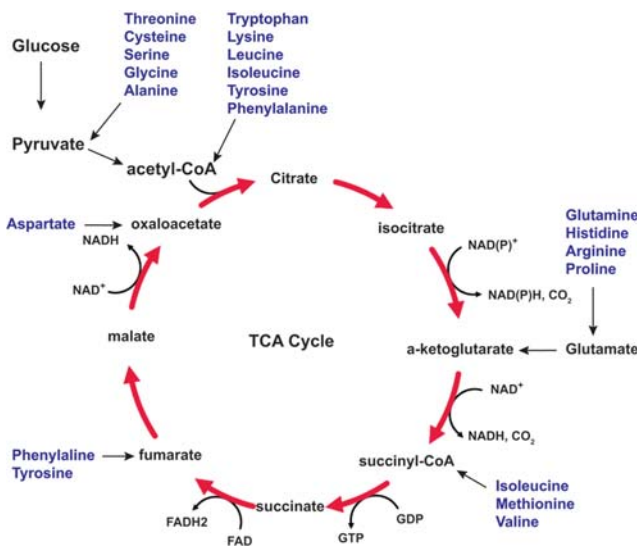 Glucose
Threonine
Cysteine
Serine
Glycine
Alanine
Tryptophan
Lysine
Leucine
Isoleucine
Tyrosine
Phenylalanine
Pyruvate
acetyl-CoA
Citrate
isocitrate
Aspartate
oxaloacetate
NADH
NAD+
NAD(P)+
NAD(P)H, CO2
Glutamine
Histidine
Arginine
Proline
malate
TCA Cycle
a-ketoglutarate
Glutamate
NAD+
NADH, CO2
Phenylaline
Tyrosine
fumarate
succinyl-CoA
Isoleucine
Methionine
Valine
succinate
FADH2
FAD
GTP
GDP